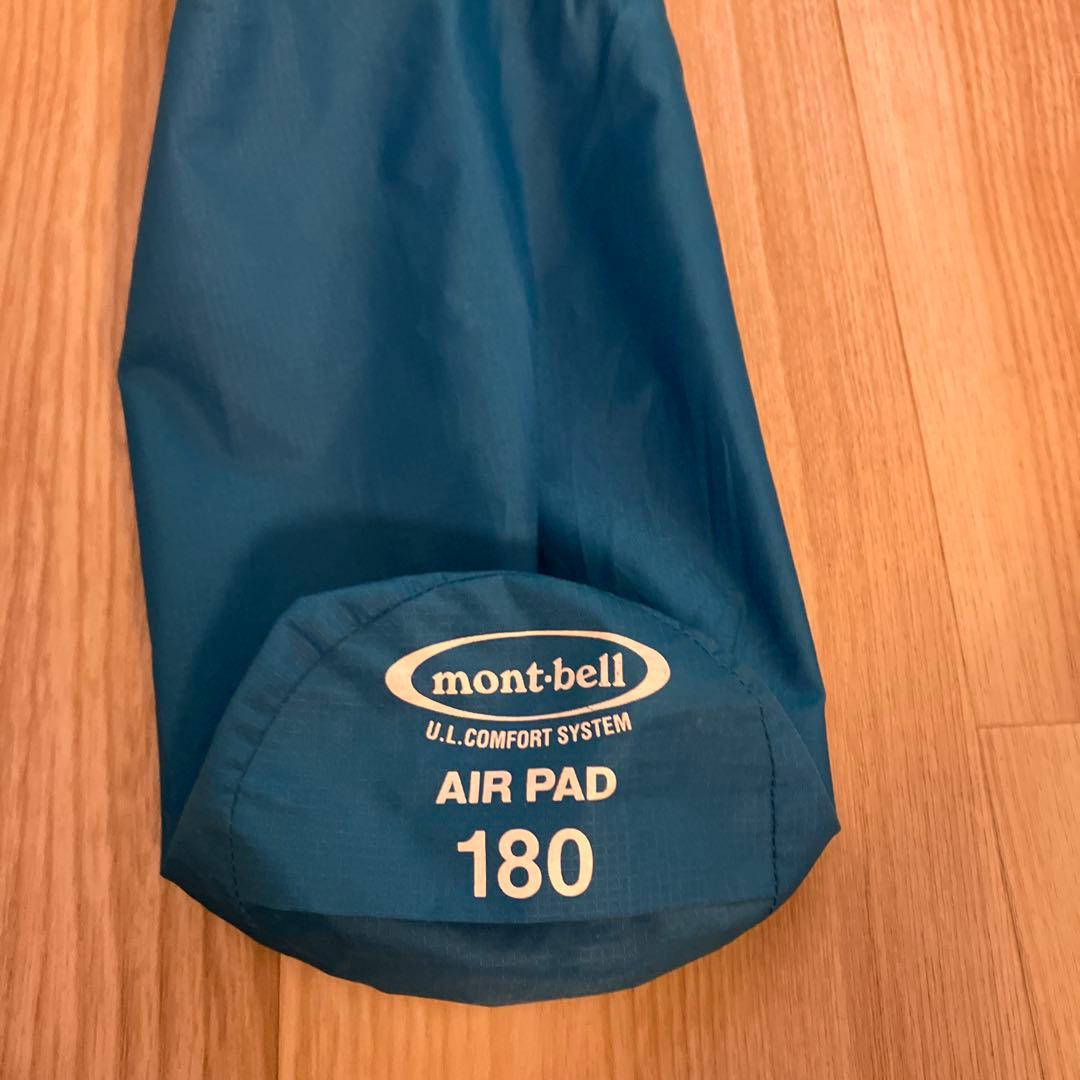 mont·bell
U.L.COMFORT SYSTEM
AIR PAD
180